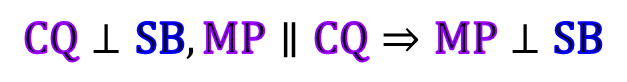 CQ ⊥ SB, MP ∥ CQ ⇒ MP ⊥ SB